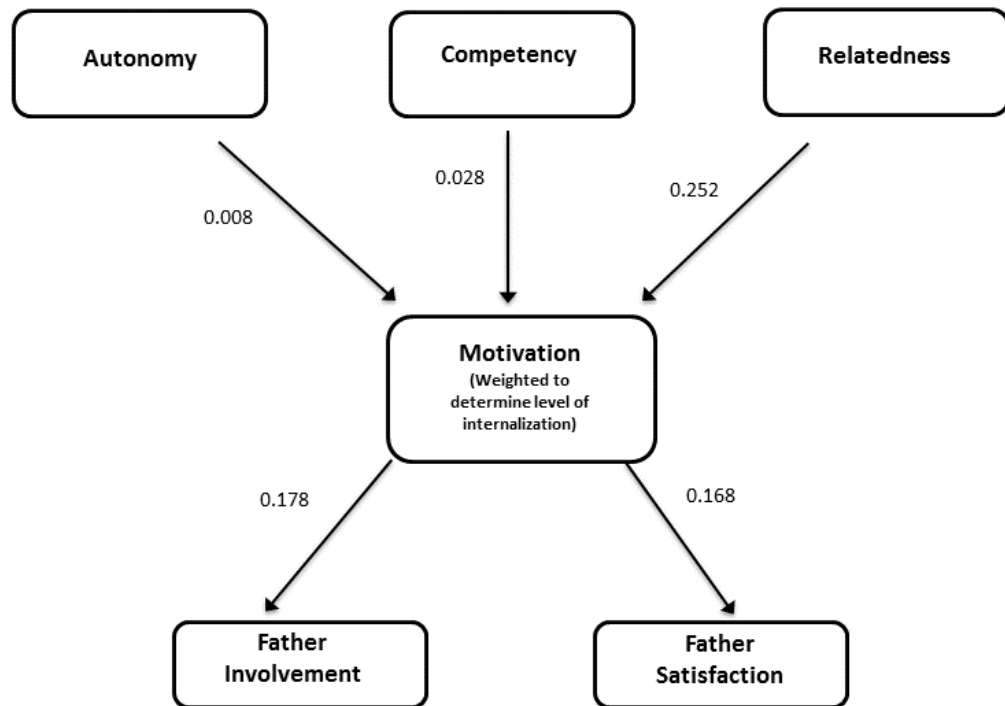 Autonomy
Competency
Relatedness
0.008
0.028
0.252
Motivation
(Weighted to
determine level of
internalization)
0.178
0.168
Father
Involvement
Father
Satisfaction